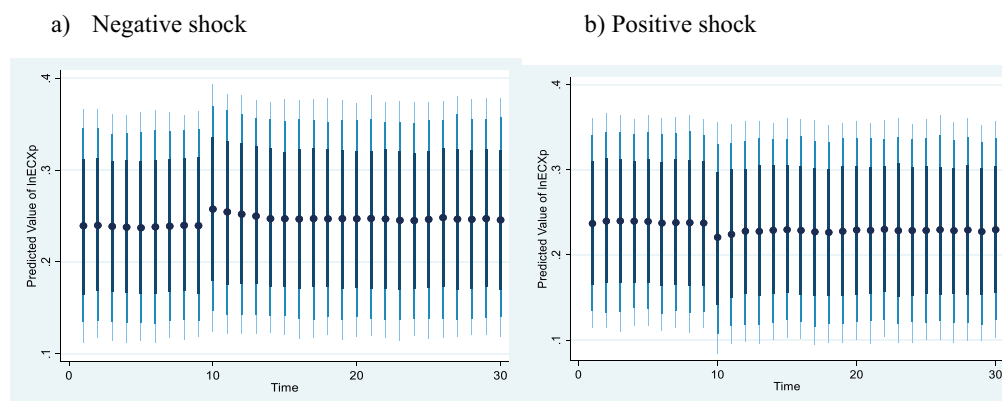 a) Negative shock
b) Positive shock
Predicted Value of lnECXp
.4
.3
.2
.1
0
10
20
30
Time
Predicted Value of lnECXp
.4
.3
.2
.1
0
10
20
30
Time